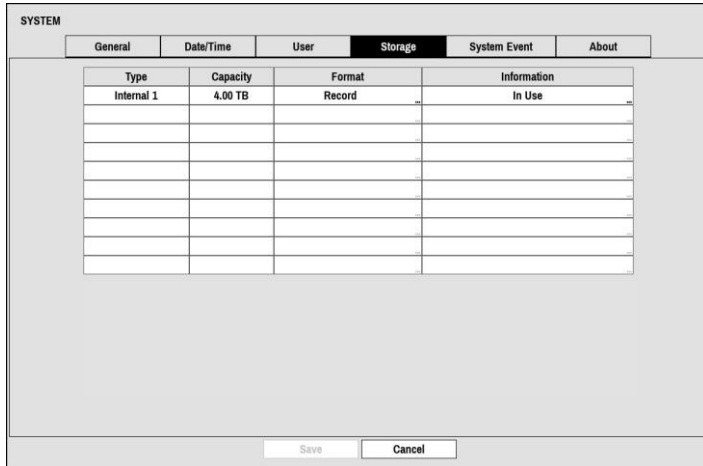 SYSTEM
General Date/Time User Storage System Event About
Type Capacity Format Information
Internal 1 4.00 TB Record ... In Use ...
... ...
... ...
... ...
... ...
... ...
... ...
... ...
... ...
... ...
Save Cancel